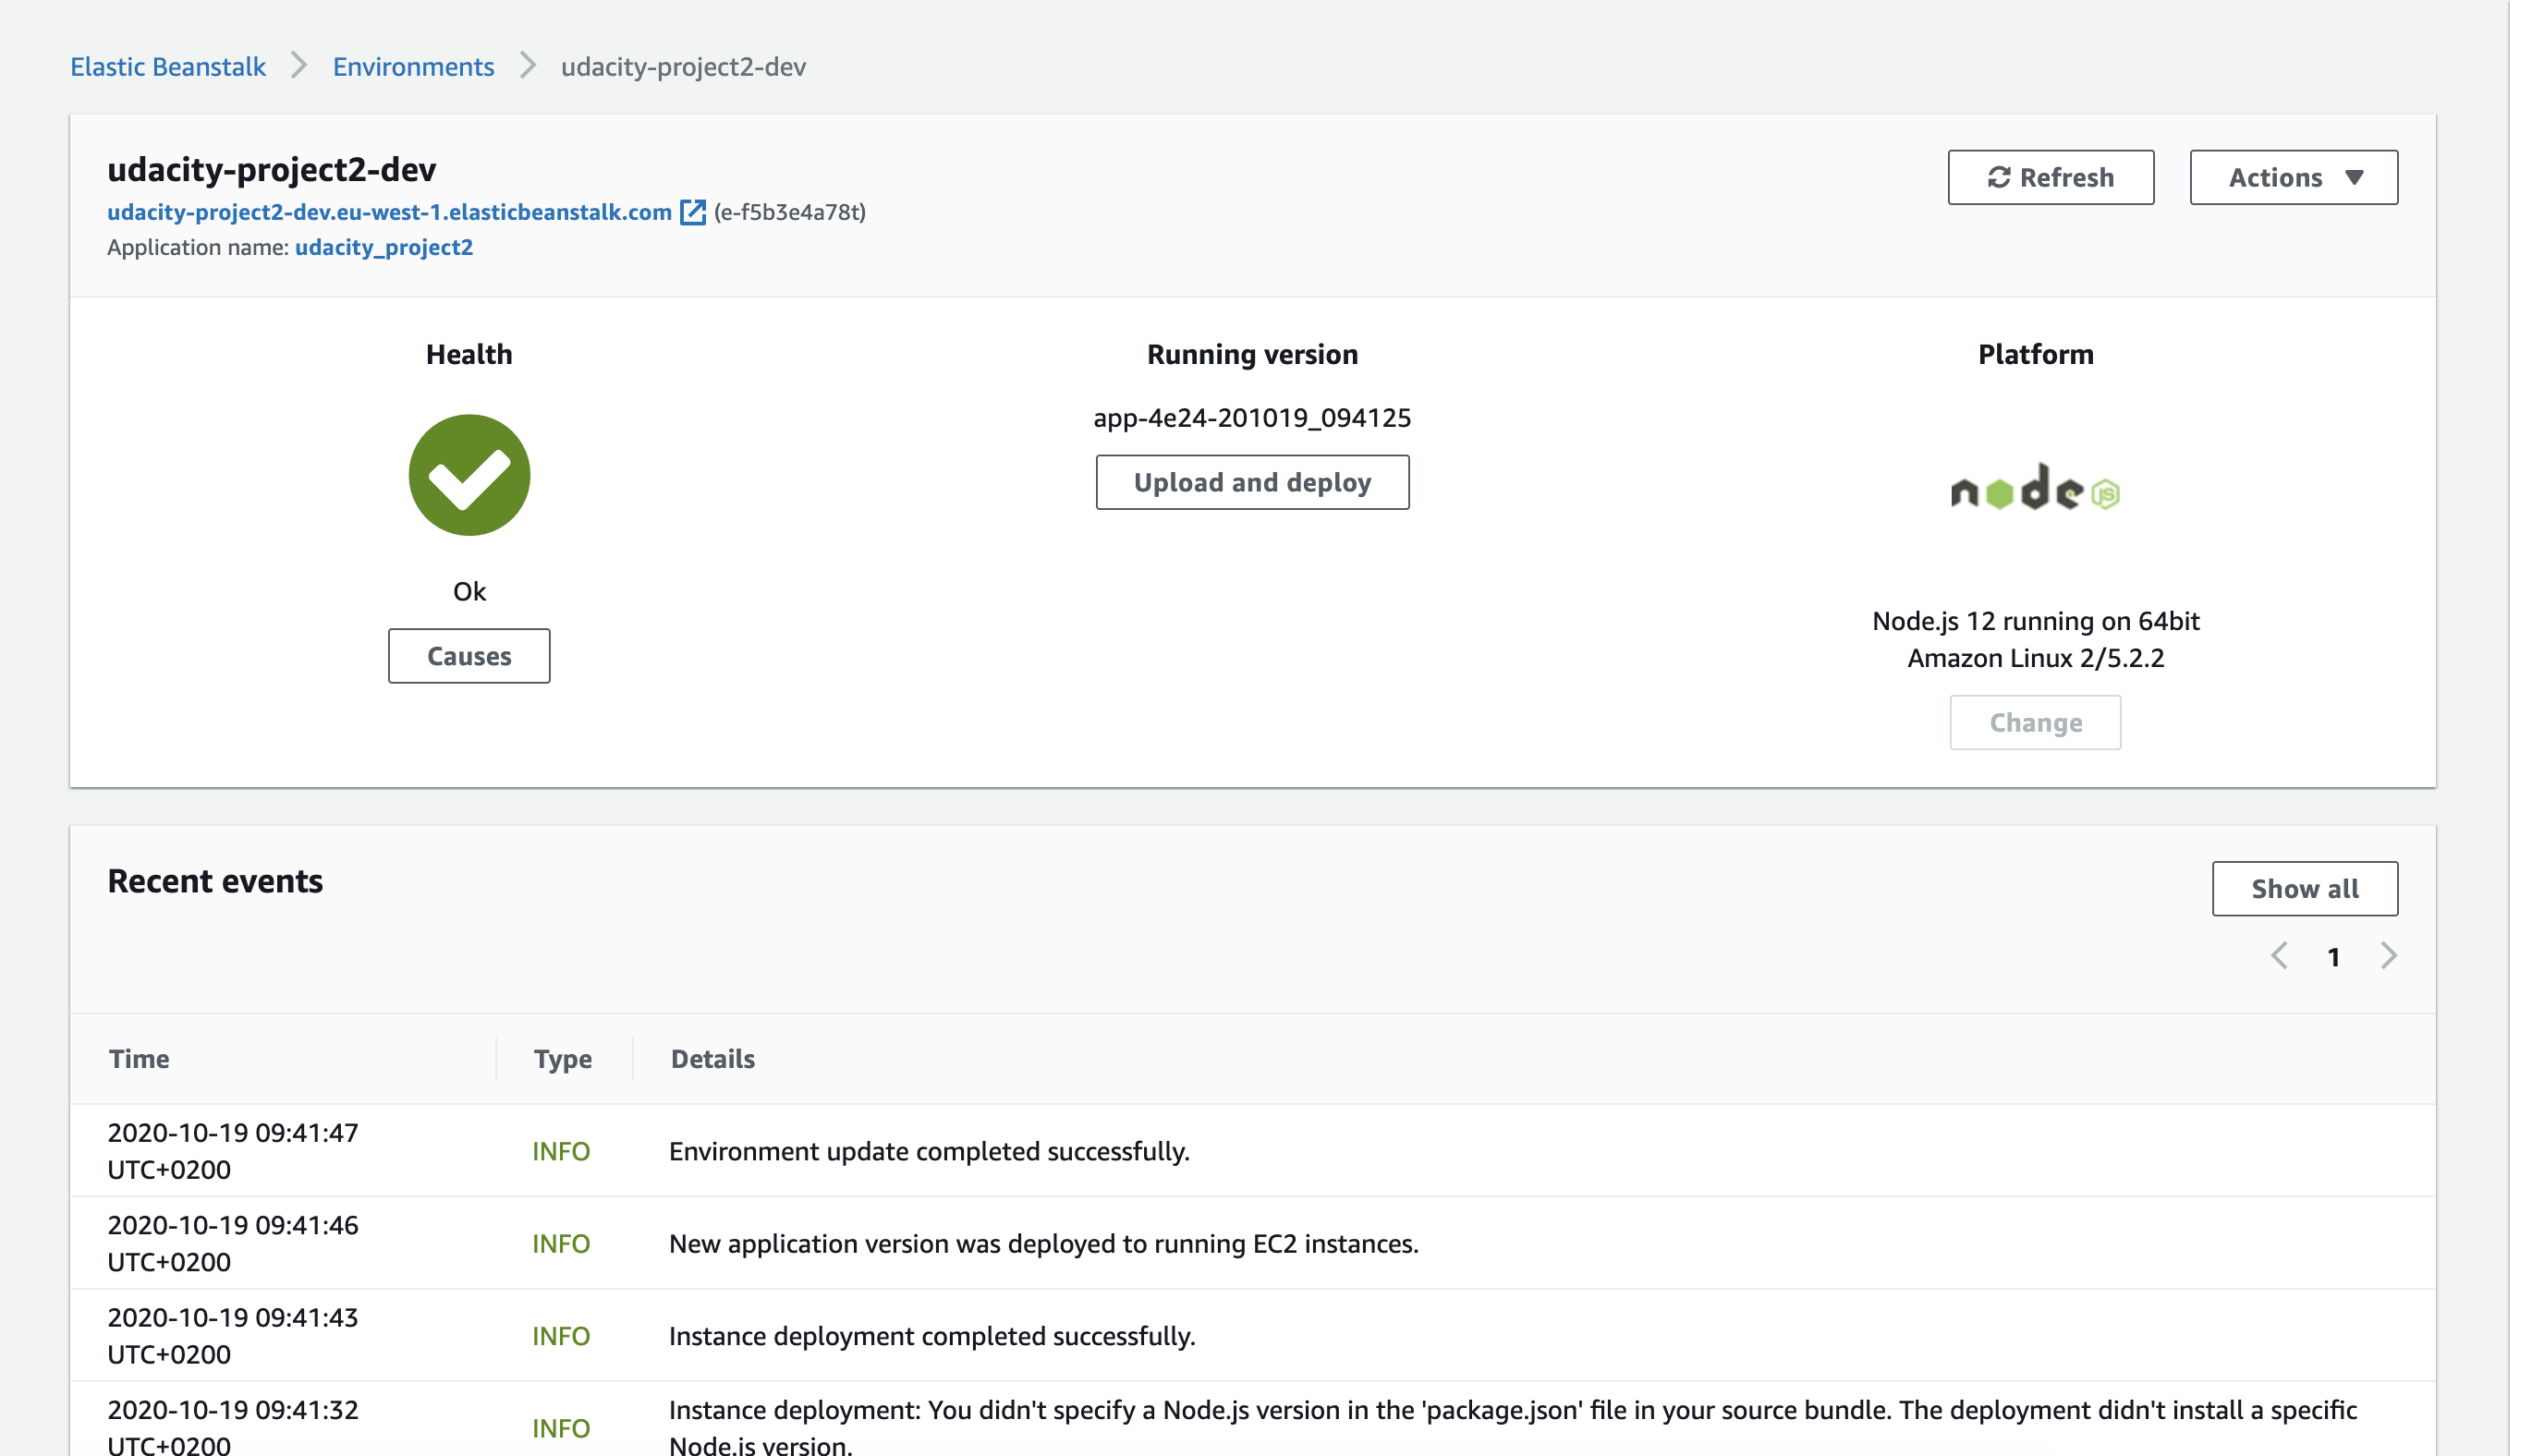 Elastic Beanstalk > Environments > udacity-project2-dev
udacity-project2-dev
Refresh
Actions ▼
udacity-project2-dev.eu-west-1.elasticbeanstalk.com (e-f5b3e4a78t)
Application name: udacity_project2
Health
Ok
Causes
Running version
app-4e24-201019_094125
Upload and deploy
Platform
node JS
Node.js 12 running on 64bit
Amazon Linux 2/5.2.2
Change
Recent events
Show all
< 1 >
Time Type Details
2020-10-19 09:41:47
UTC+0200
INFO
Environment update completed successfully.
2020-10-19 09:41:46
UTC+0200
INFO
New application version was deployed to running EC2 instances.
2020-10-19 09:41:43
UTC+0200
INFO
Instance deployment completed successfully.
2020-10-19 09:41:32
UTC+0200
INFO
Instance deployment: You didn't specify a Node.js version in the 'package.json' file in your source bundle. The deployment didn't install a specific
Node.js version.